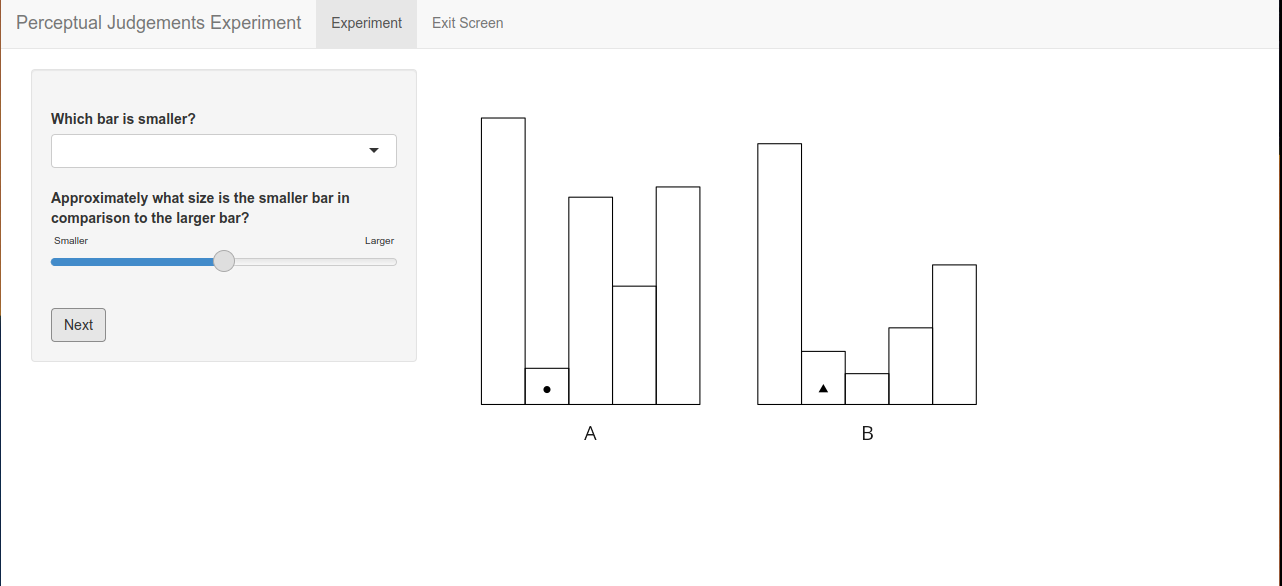 Perceptual Judgements Experiment Experiment Exit Screen
Which bar is smaller?
Approximately what size is the smaller bar in
comparison to the larger bar?
Smaller Larger
Next
A B